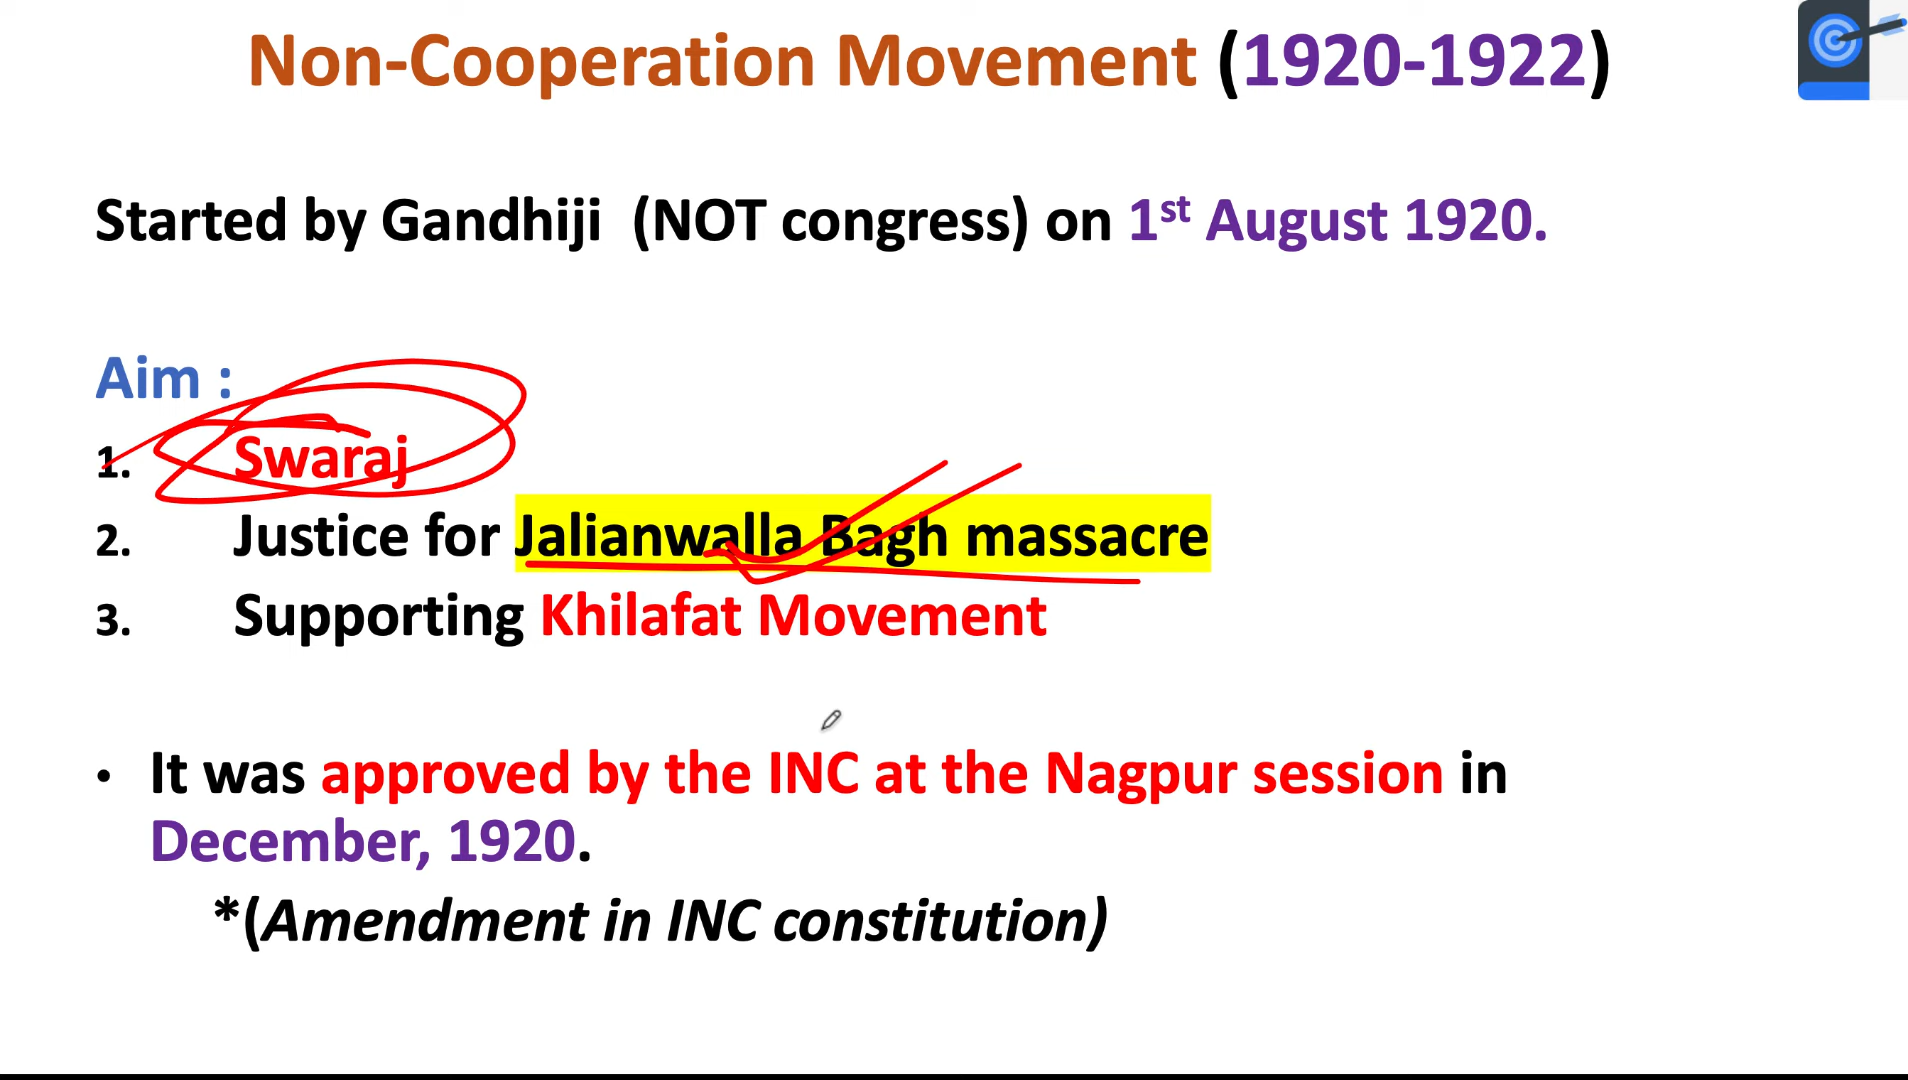 Non-Cooperation Movement (1920-1922)
Started by Gandhiji (NOT congress) on 1st August 1920.
Aim :
1. Swaraj
2. Justice for Jalianwalla Bagh massacre
3. Supporting Khilafat Movement
• It was approved by the INC at the Nagpur session in
December, 1920.
*(Amendment in INC constitution)